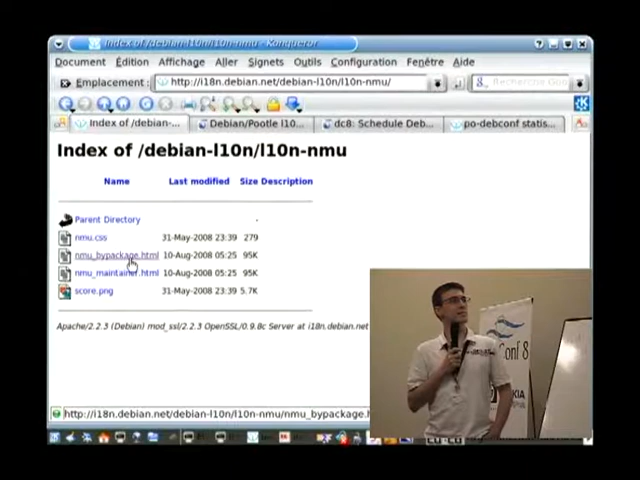 Index of /debian-l10n/l10n-nmu - Konqueror
Document Édition Affichage Aller Signets Outils Configuration Fenêtre Aide
Emplacement: http://i18n.debian.net/debian-l10n/l10n-nmu/
Index of /debian-... Debian/Pootle l10... dc8: Schedule Deb... po-debconf statis...
Index of /debian-l10n/l10n-nmu
Name Last modified Size Description
Parent Directory -
nmu.css 31-May-2008 23:39 279
nmu_bypackage.html 10-Aug-2008 05:25 95K
nmu_maintainer.html 10-Aug-2008 05:25 95K
score.png 31-May-2008 23:39 5.7K
Apache/2.2.3 (Debian) mod_ssl/2.2.3 OpenSSL/0.9.8c Server at i18n.debian.net
Conf 8
http://i18n.debian.net/debian-l10n/l10n-nmu/nmu_bypackage.h